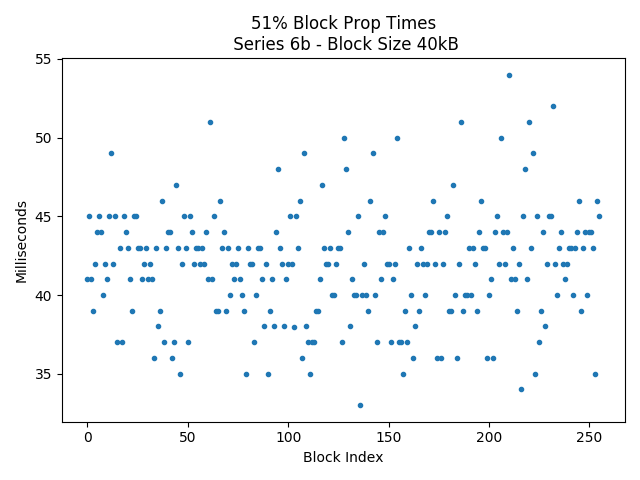 51% Block Prop Times
Series 6b - Block Size 40kB
Milliseconds
55
50
45
40
35
0 50 100 150 200 250
Block Index